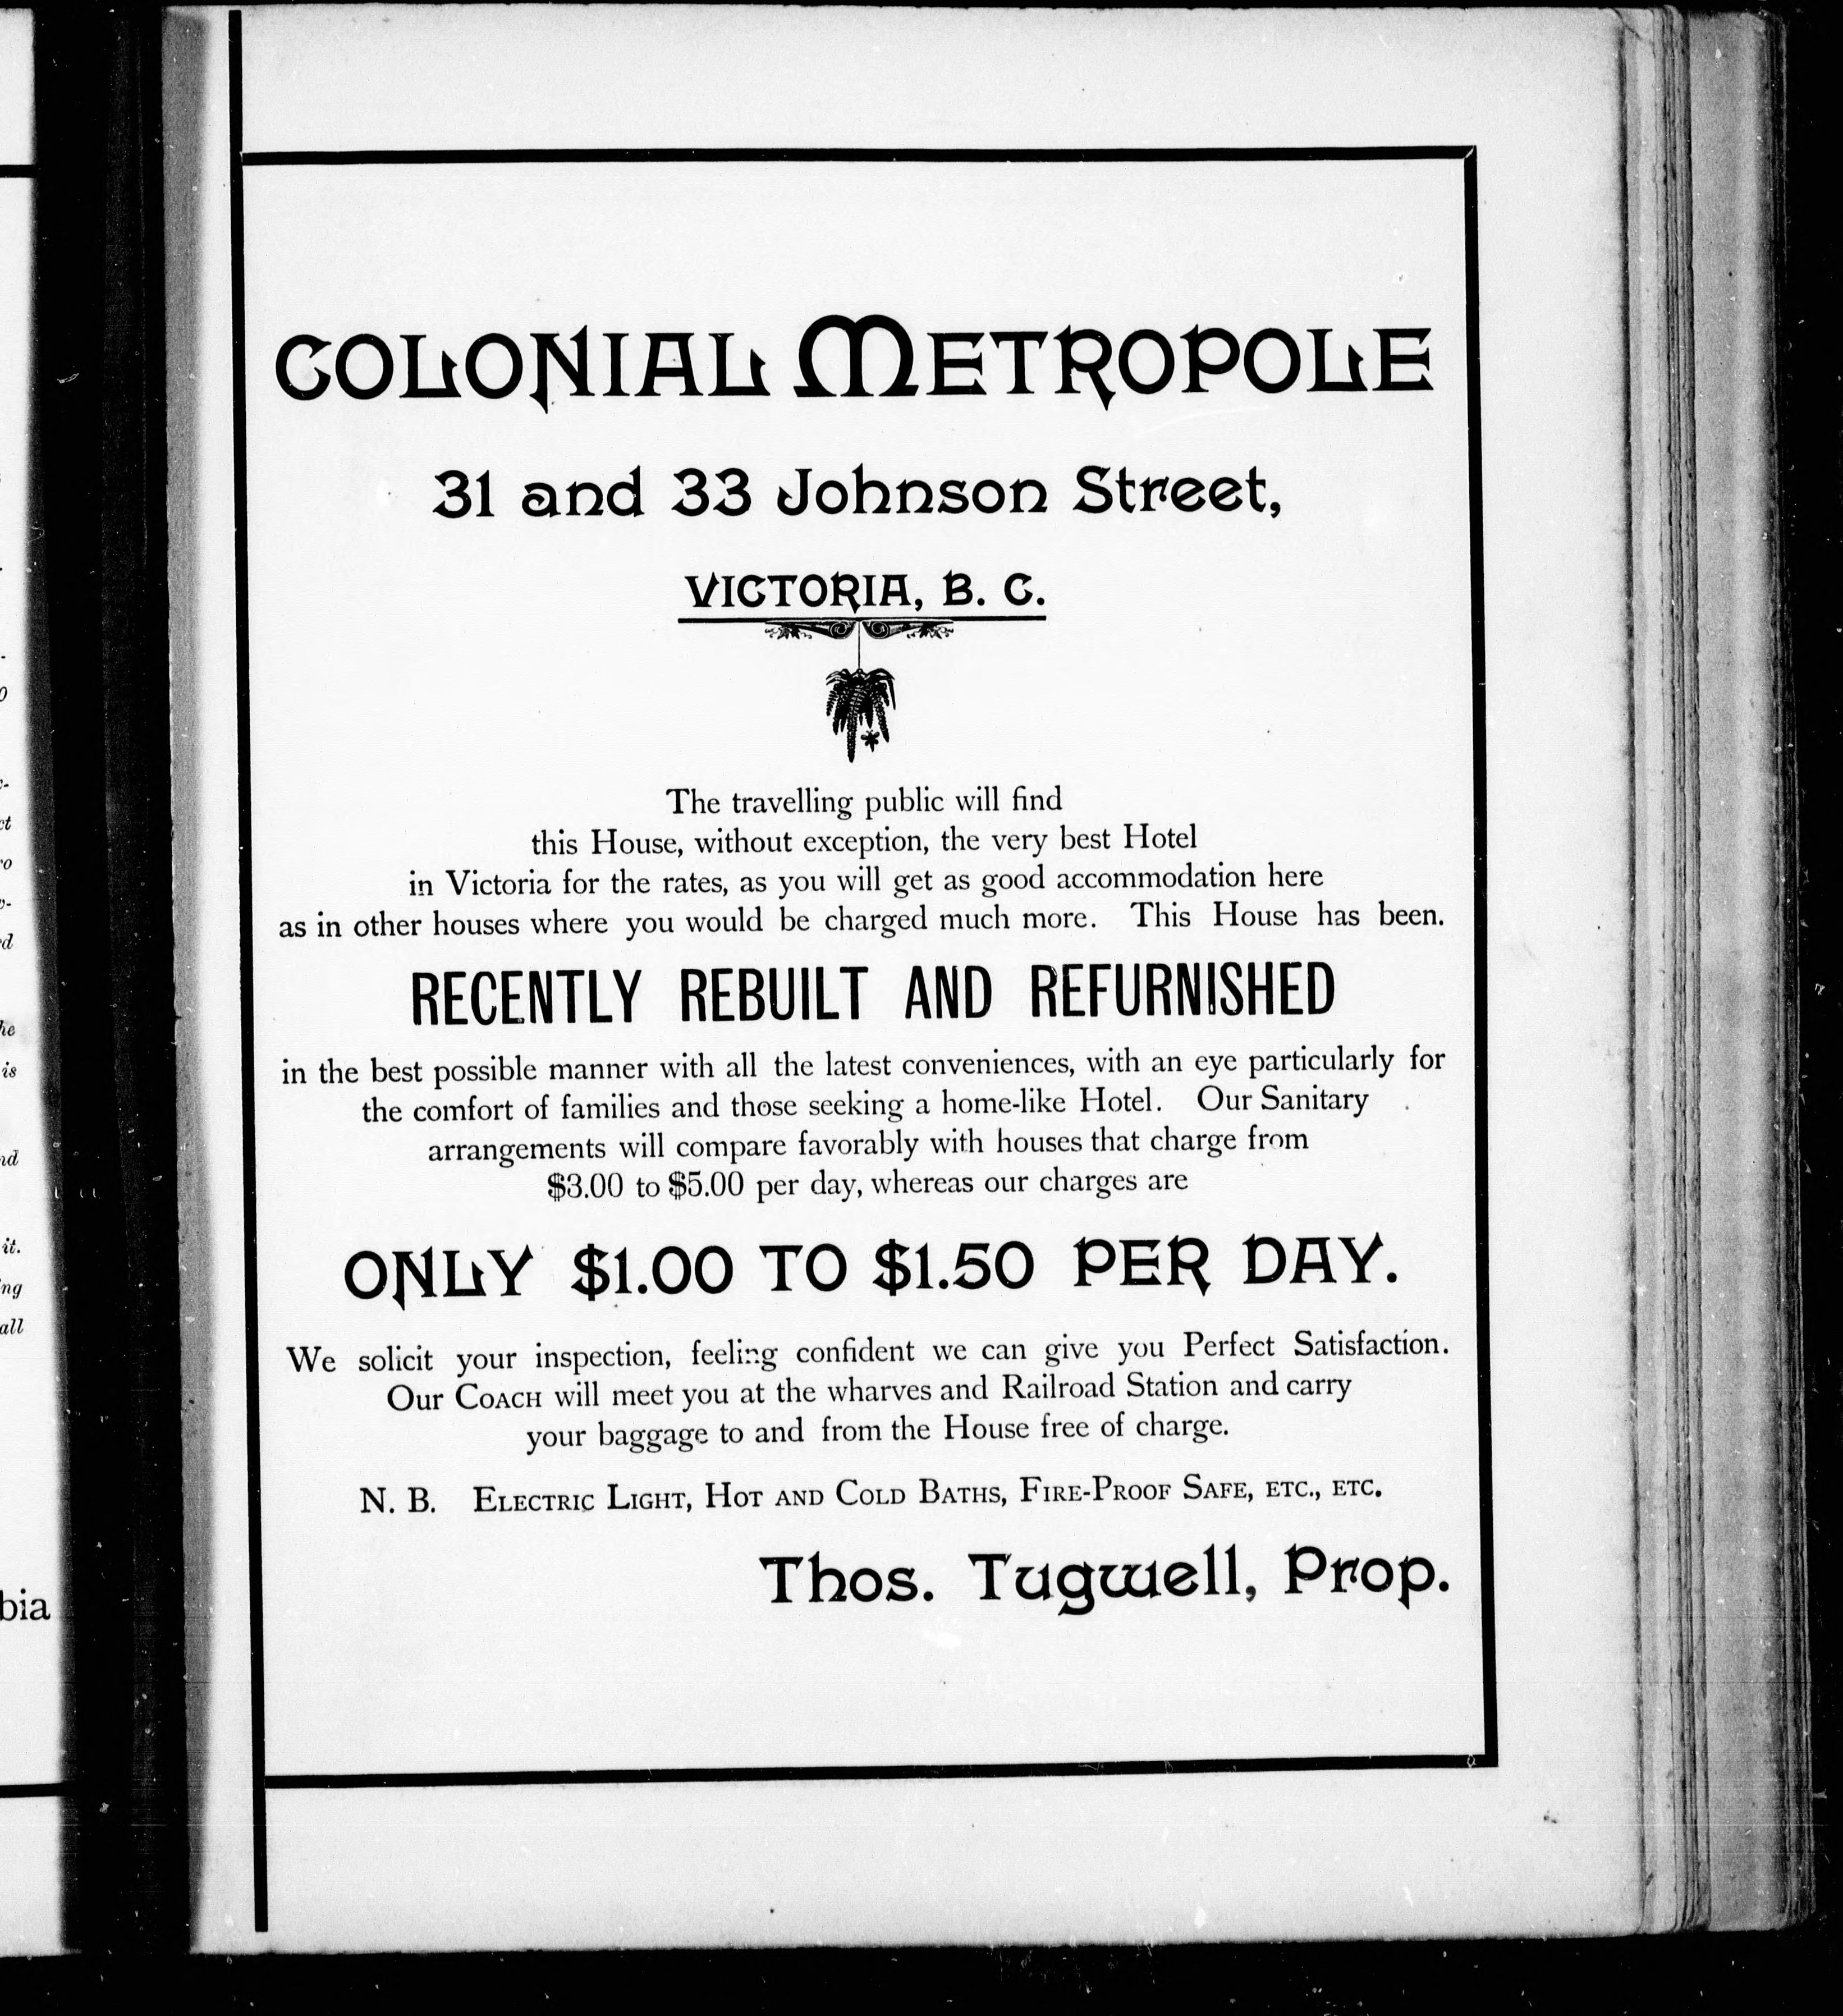 COLONIAL METROPOLE
31 and 33 Johnson Street,
VICTORIA, B. C.
The travelling public will find
this House, without exception, the very best Hotel
in Victoria for the rates, as you will get as good accommodation here
as in other houses where you would be charged much more. This House has been.
RECENTLY REBUILT AND REFURNISHED
in the best possible manner with all the latest conveniences, with an eye particularly for
the comfort of families and those seeking a home-like Hotel. Our Sanitary
arrangements will compare favorably with houses that charge from
$3.00 to $5.00 per day, whereas our charges are
ONLY $1.00 TO $1.50 PER DAY.
We solicit your inspection, feeling confident we can give you Perfect Satisfaction.
Our COACH will meet you at the wharves and Railroad Station and carry
your baggage to and from the House free of charge.
N. B. ELECTRIC LIGHT, HOT AND COLD BATHS, FIRE-PROOF SAFE, ETC., ETC.
Thos. Tugwell, Prop.